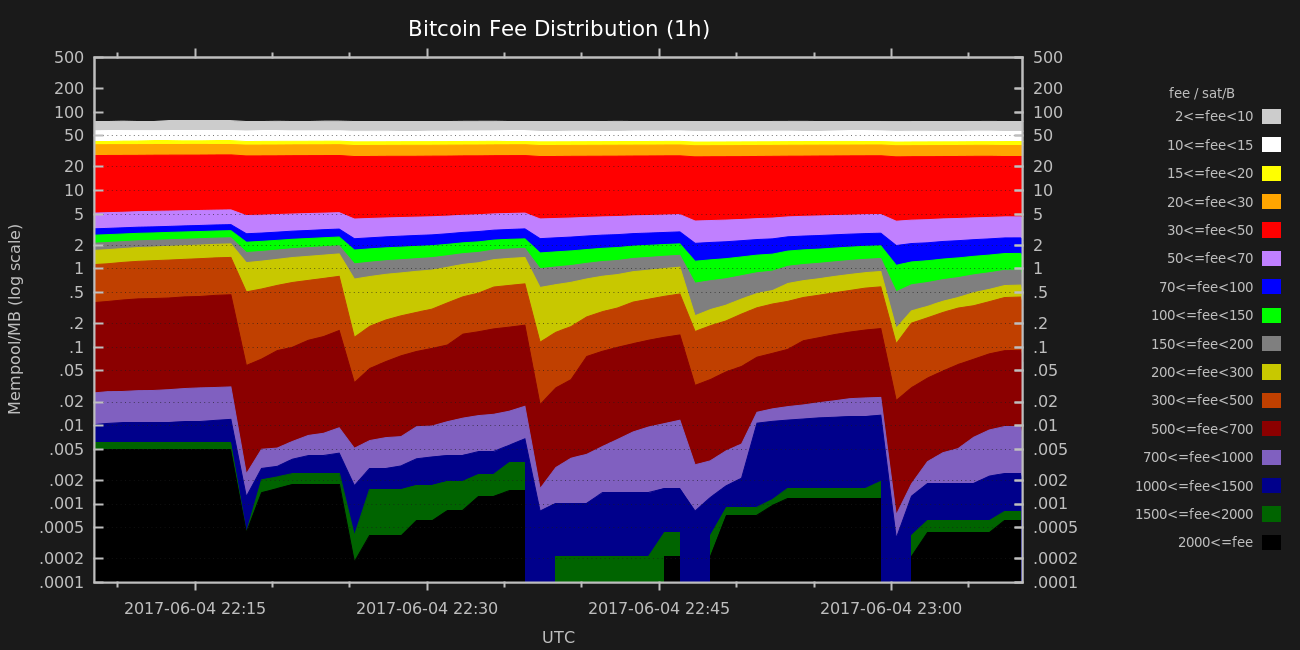 Bitcoin Fee Distribution (1h)
Mempool/MB (log scale)
500
200
100
50
20
10
5
2
1
.5
.2
.1
.05
.02
.01
.005
.002
.001
.0005
.0002
.0001
500
200
100
50
20
10
5
2
1
.5
.2
.1
.05
.02
.01
.005
.002
.001
.0005
.0002
.0001
2017-06-04 22:15
2017-06-04 22:30
2017-06-04 22:45
2017-06-04 23:00
UTC
fee / sat/B
2<=fee<10
10<=fee<15
15<=fee<20
20<=fee<30
30<=fee<50
50<=fee<70
70<=fee<100
100<=fee<150
150<=fee<200
200<=fee<300
300<=fee<500
500<=fee<700
700<=fee<1000
1000<=fee<1500
1500<=fee<2000
2000<=fee